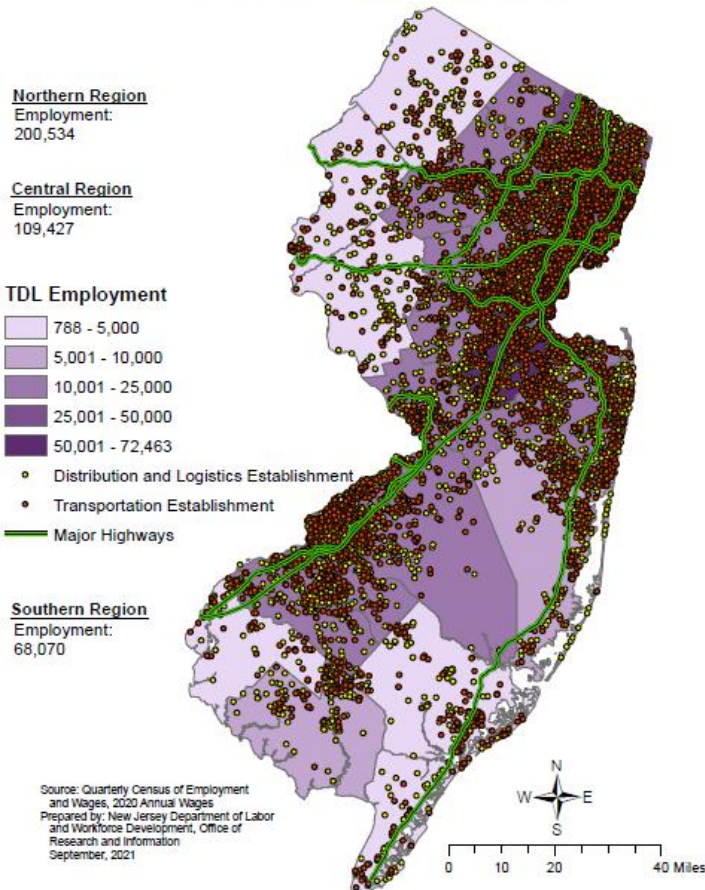 Northern Region
Employment:
200,534
Central Region
Employment:
109,427
TDL Employment
788 - 5,000
5,001 - 10,000
10,001 - 25,000
25,001 - 50,000
50,001 - 72,463
Distribution and Logistics Establishment
Transportation Establishment
Major Highways
Southern Region
Employment:
68,070
Source: Quarterly Census of Employment
and Wages, 2020 Annual Wages
Prepared by: New Jersey Department of Labor
and Workforce Development, Office of
Research and Information
September, 2021
N
W E
S
0 10 20 40 Miles